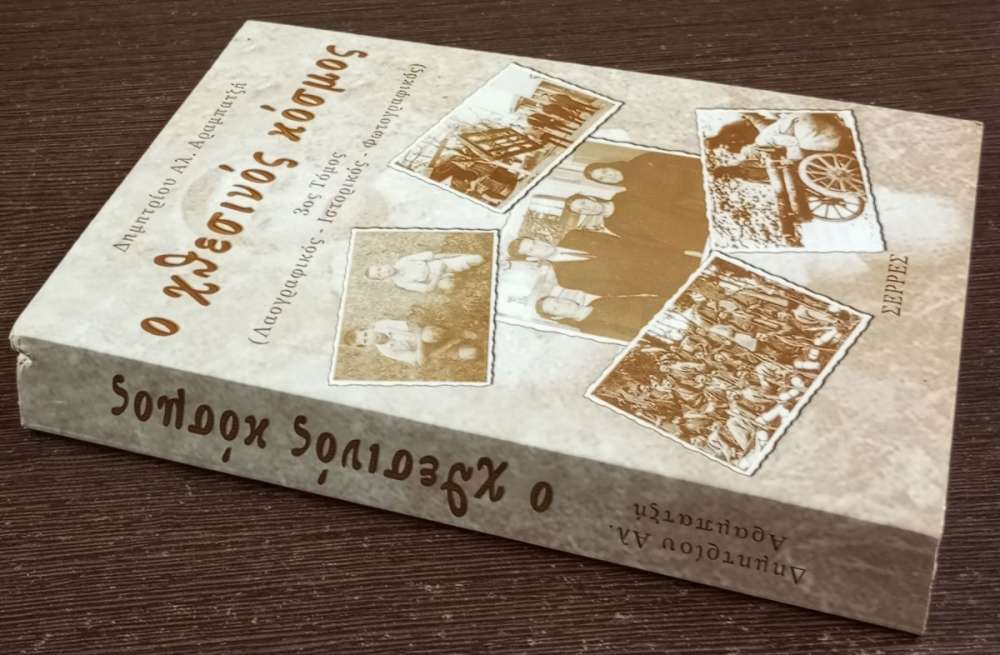 Δημητρίου Αλ. Αραμπατζή
ο χθεσινός κόσμος
3ος Τόμος
(Λαογραφικός - Ιστορικός - Φωτογραφικός)
ΣΕΡΡΕΣ
ο χθεσινός κόσμος
Δημητρίου Αλ.
Αραμπατζή